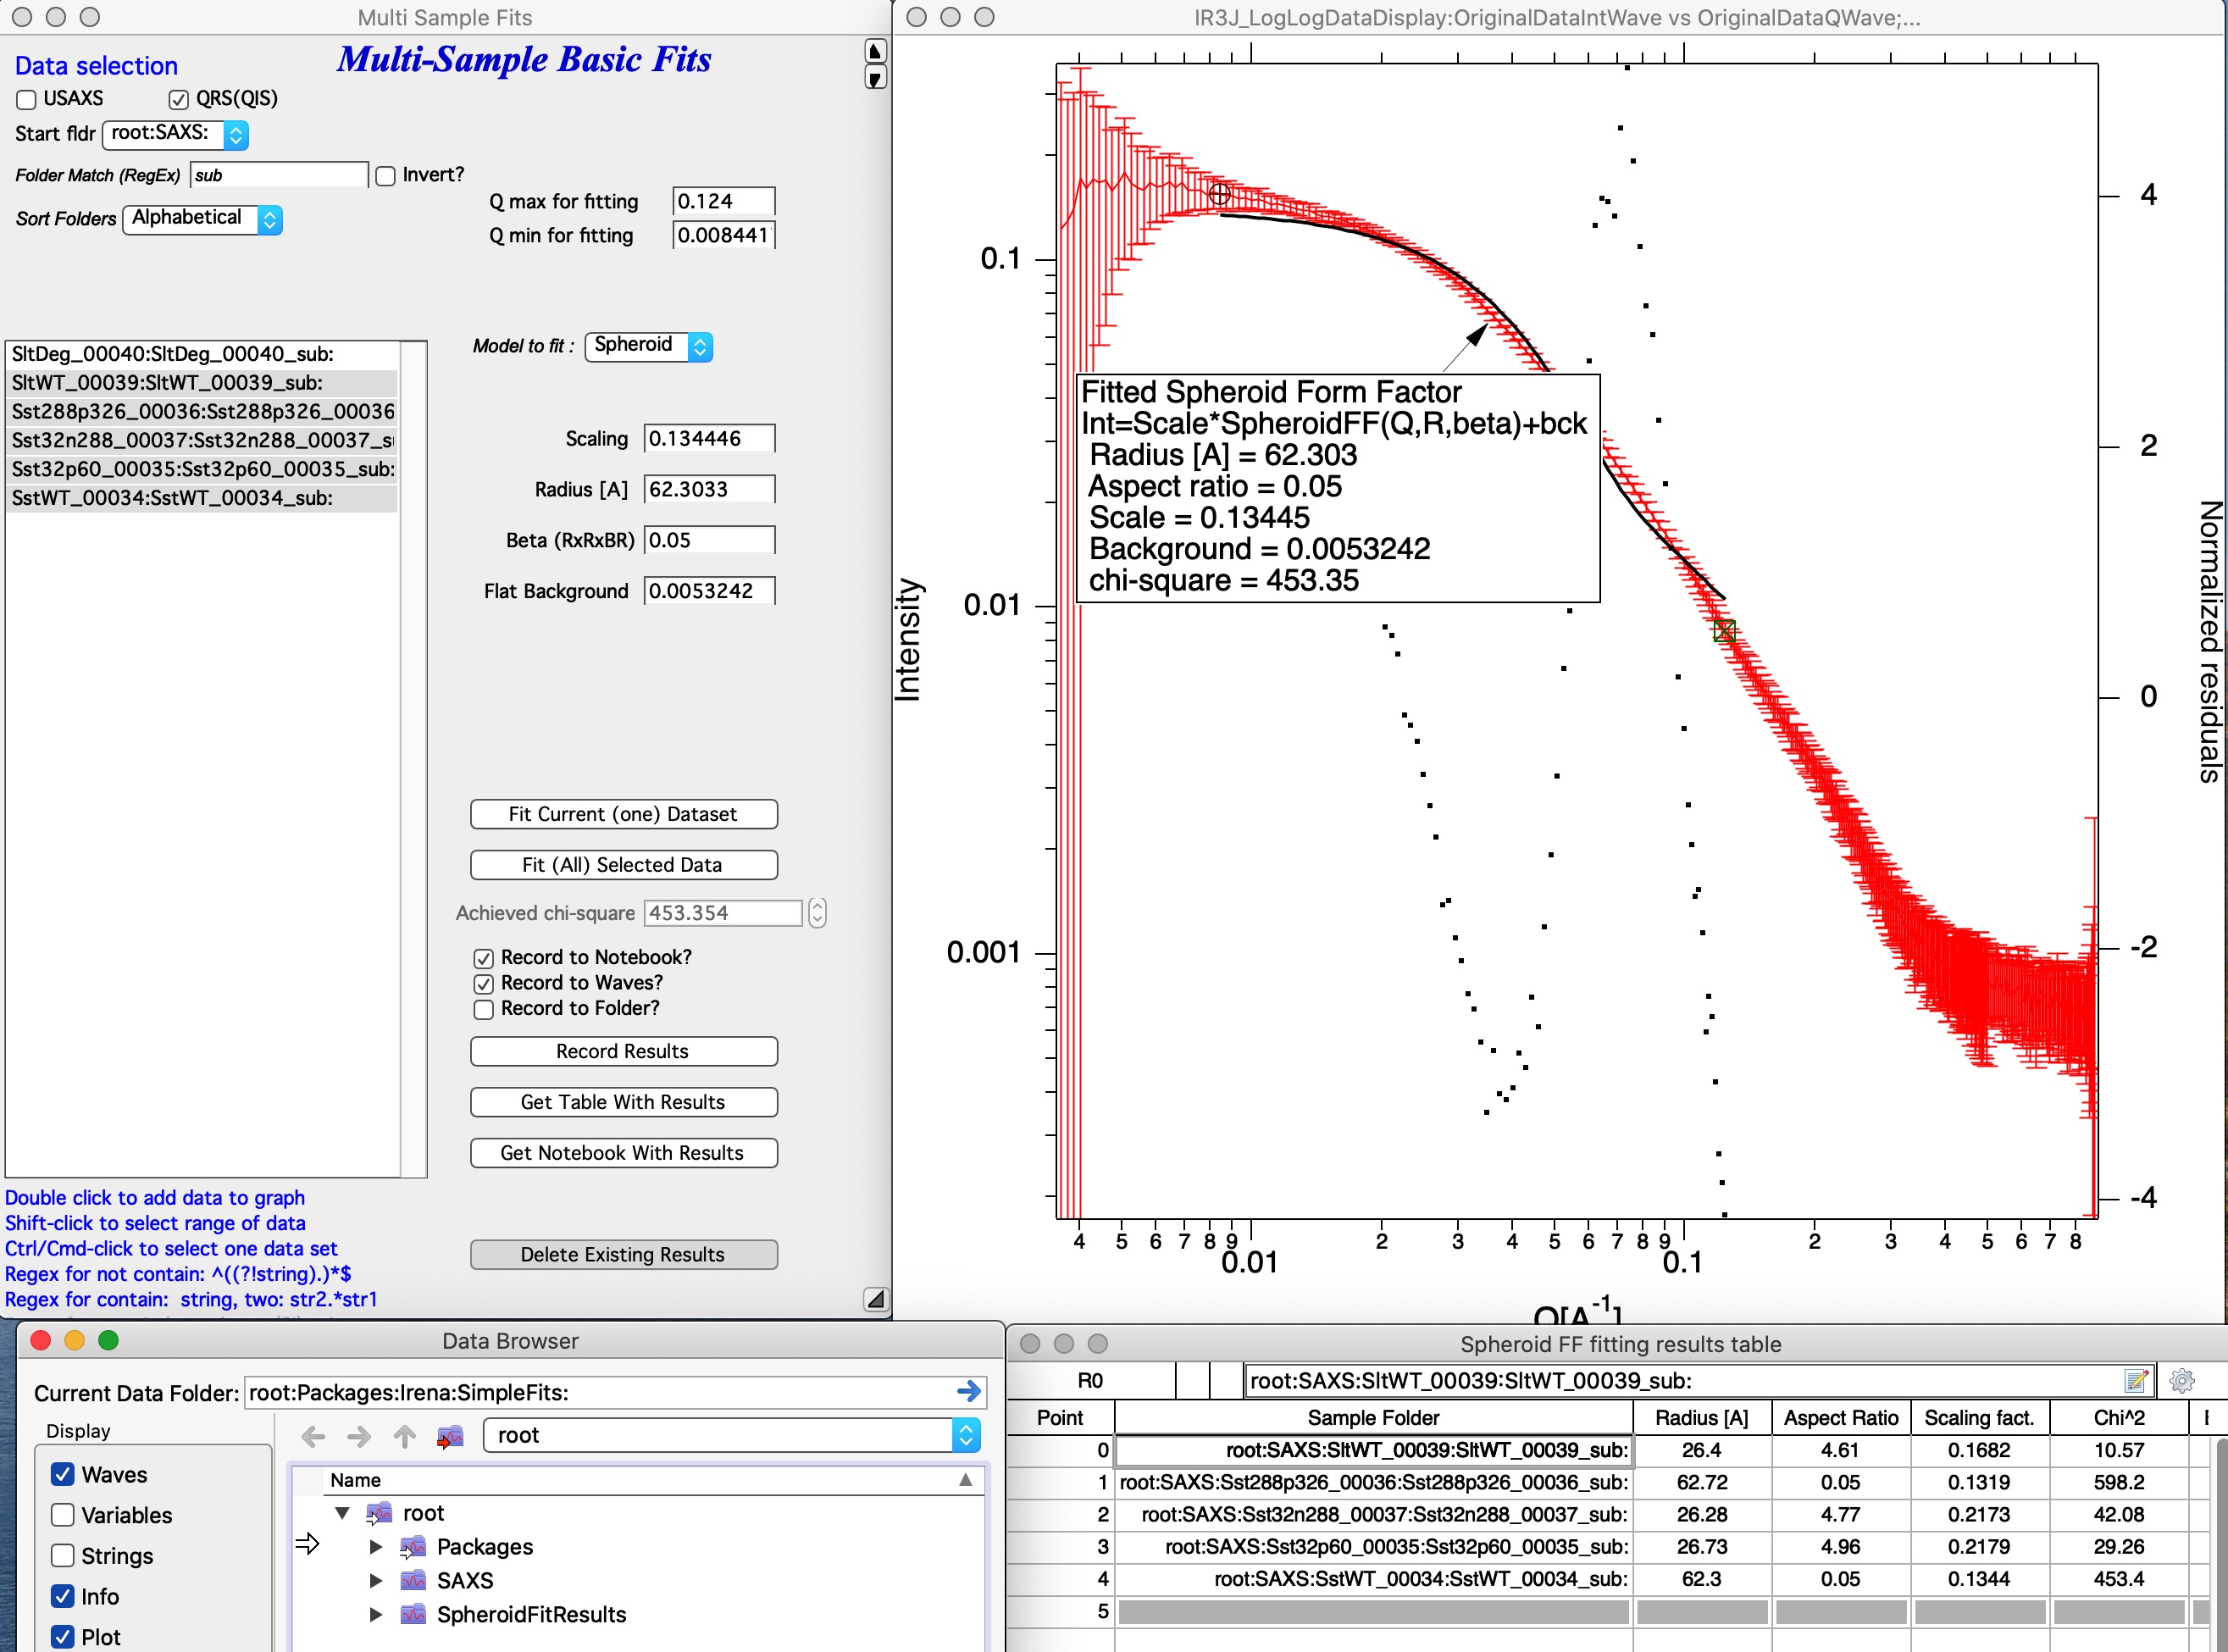 Multi Sample Fits
Multi-Sample Basic Fits
Data selection
USAXS
QRS(QIS)
Start fldr root:SAXS:
Folder Match (RegEx) sub
Invert?
Sort Folders Alphabetical
Q max for fitting 0.124
Q min for fitting 0.008441
SltDeg_00040:SltDeg_00040_sub:
SltWT_00039:SltWT_00039_sub:
Sst288p326_00036:Sst288p326_00036
Sst32n288_00037:Sst32n288_00037_s
Sst32p60_00035:Sst32p60_00035_sub:
SstWT_00034:SstWT_00034_sub:
Model to fit : Spheroid
Scaling 0.134446
Radius [A] 62.3033
Beta (RxRxBR) 0.05
Flat Background 0.0053242
Fit Current (one) Dataset
Fit (All) Selected Data
Achieved chi-square 453.354
Record to Notebook?
Record to Waves?
Record to Folder?
Record Results
Get Table With Results
Get Notebook With Results
Delete Existing Results
Double click to add data to graph
Shift-click to select range of data
Ctrl/Cmd-click to select one data set
Regex for not contain: ^((?!string).)*$
Regex for contain: string, two: str2.*str1
IR3J_LogLogDataDisplay:OriginalDataIntWave vs OriginalDataQWave;...
Intensity
0.1
0.01
0.001
Fitted Spheroid Form Factor
Int=Scale*SpheroidFF(Q,R,beta)+bck
Radius [A] = 62.303
Aspect ratio = 0.05
Scale = 0.13445
Background = 0.0053242
chi-square = 453.35
4
2
0
-2
-4
Normalized residuals
4 5 6 7 8 9 2 3 4 5 6 7 8 9 2 3 4 5 6 7 8
0.01 0.1
Q[A-1]
Data Browser
Current Data Folder: root:Packages:Irena:SimpleFits:
Display
Waves
Variables
Strings
Info
Plot
root
Name
root
Packages
SAXS
SpheroidFitResults
Spheroid FF fitting results table
R0 root:SAXS:SltWT_00039:SltWT_00039_sub:
Point Sample Folder Radius [A] Aspect Ratio Scaling fact. Chi^2
0 root:SAXS:SltWT_00039:SltWT_00039_sub: 26.4 4.61 0.1682 10.57
1 root:SAXS:Sst288p326_00036:Sst288p326_00036_sub: 62.72 0.05 0.1319 598.2
2 root:SAXS:Sst32n288_00037:Sst32n288_00037_sub: 26.28 4.77 0.2173 42.08
3 root:SAXS:Sst32p60_00035:Sst32p60_00035_sub: 26.73 4.96 0.2179 29.26
4 root:SAXS:SstWT_00034:SstWT_00034_sub: 62.3 0.05 0.1344 453.4
5